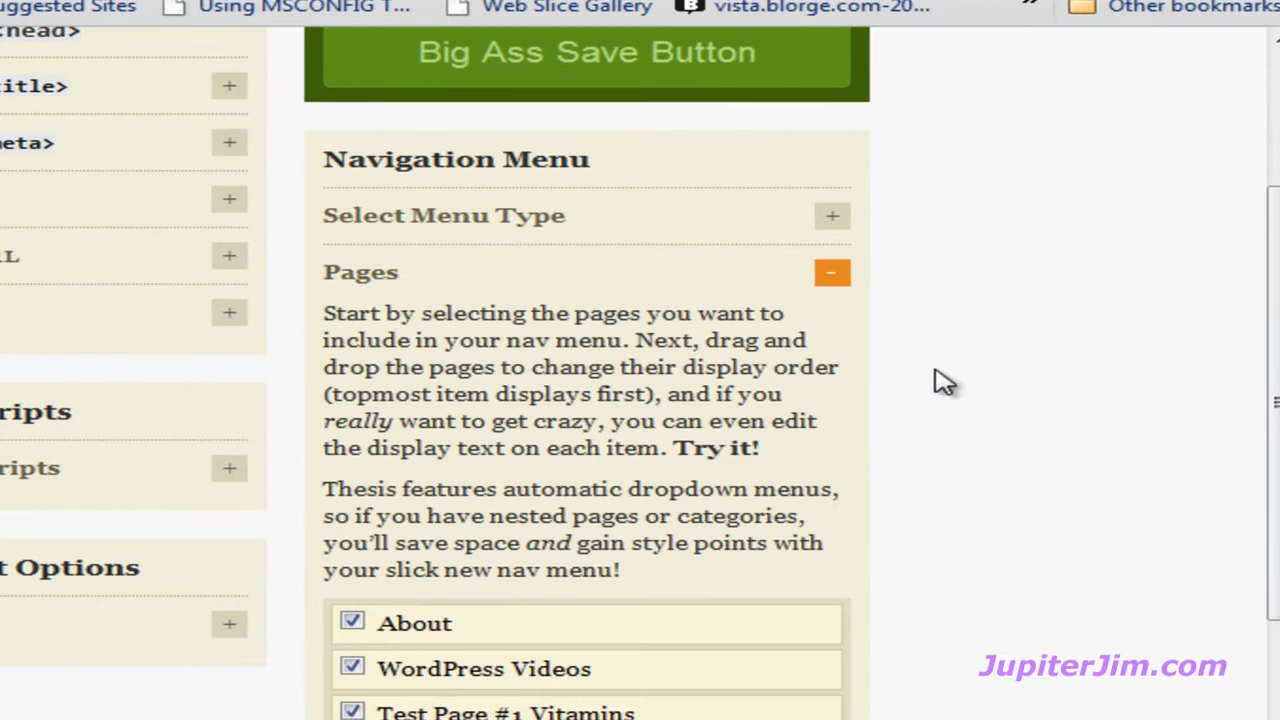 uggested Sites
Using MSCONFIG T...
Web Slice Gallery
vista.blorge.com-20...
»
Other bookmarks
head>
itle>
+
neta>
+
+
RL
+
+
ripts
ripts
+
t Options
+
Big Ass Save Button
Navigation Menu
Select Menu Type
+
Pages
−
Start by selecting the pages you want to
include in your nav menu. Next, drag and
drop the pages to change their display order
(topmost item displays first), and if you
really want to get crazy, you can even edit
the display text on each item. Try it!
Thesis features automatic dropdown menus,
so if you have nested pages or categories,
you'll save space and gain style points with
your slick new nav menu!
About
WordPress Videos
Test Page #1 Vitamins
JupiterJim.com